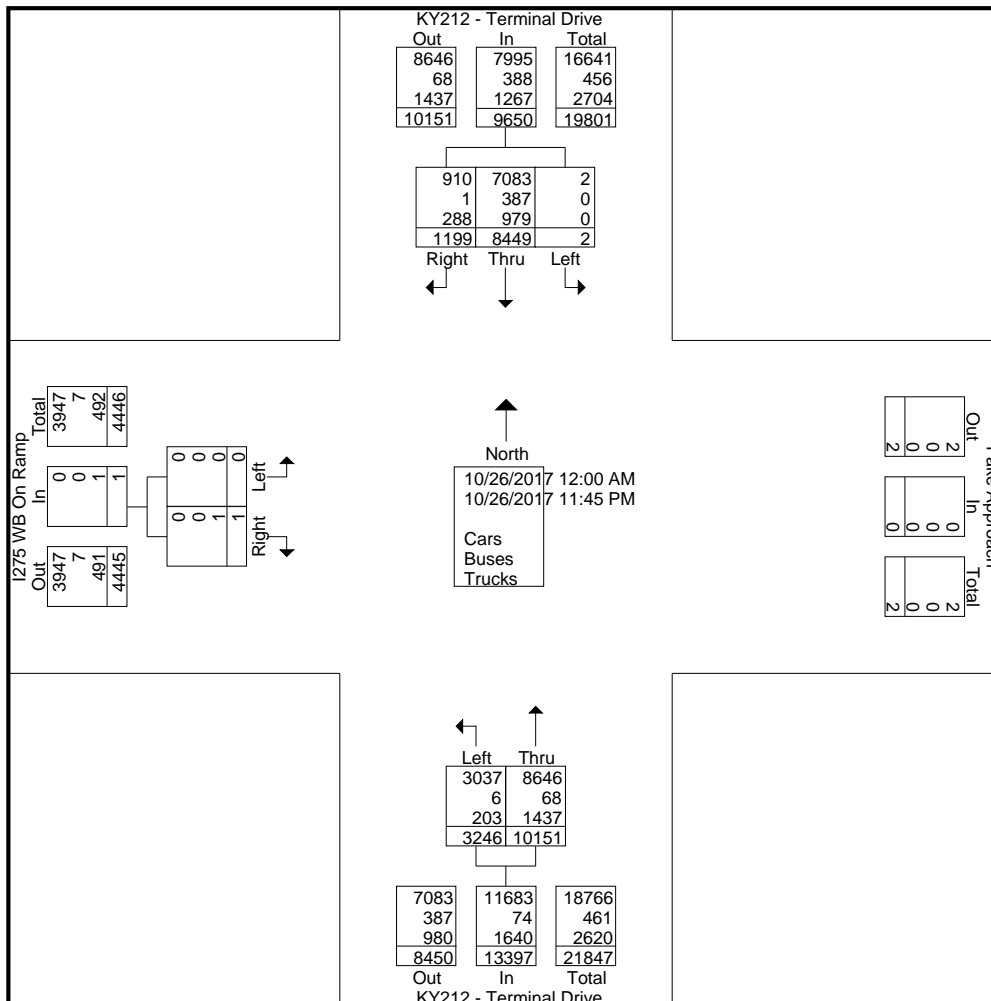 KY212 - Terminal Drive
Out In Total
8646 7995 16641
68 388 456
1437 1267 2704
10151 9650 19801
910 7083 2
1 387 0
288 979 0
1199 8449 2
Right Thru Left
I275 WB On Ramp
Total
3947
7
492
4446
In
0
0
1
1
Out
3947
7
491
4445
Left
0
0
0
0
Right
0
0
1
1
North
10/26/2017 12:00 AM
10/26/2017 11:45 PM
Cars
Buses
Trucks
Out
2
0
0
2
In
0
0
0
0
Total
2
0
0
2
Approach
Left Thru
3037 8646
6 68
203 1437
3246 10151
7083 11683 18766
387 74 461
980 1640 2620
8450 13397 21847
Out In Total
KY212 - Terminal Drive